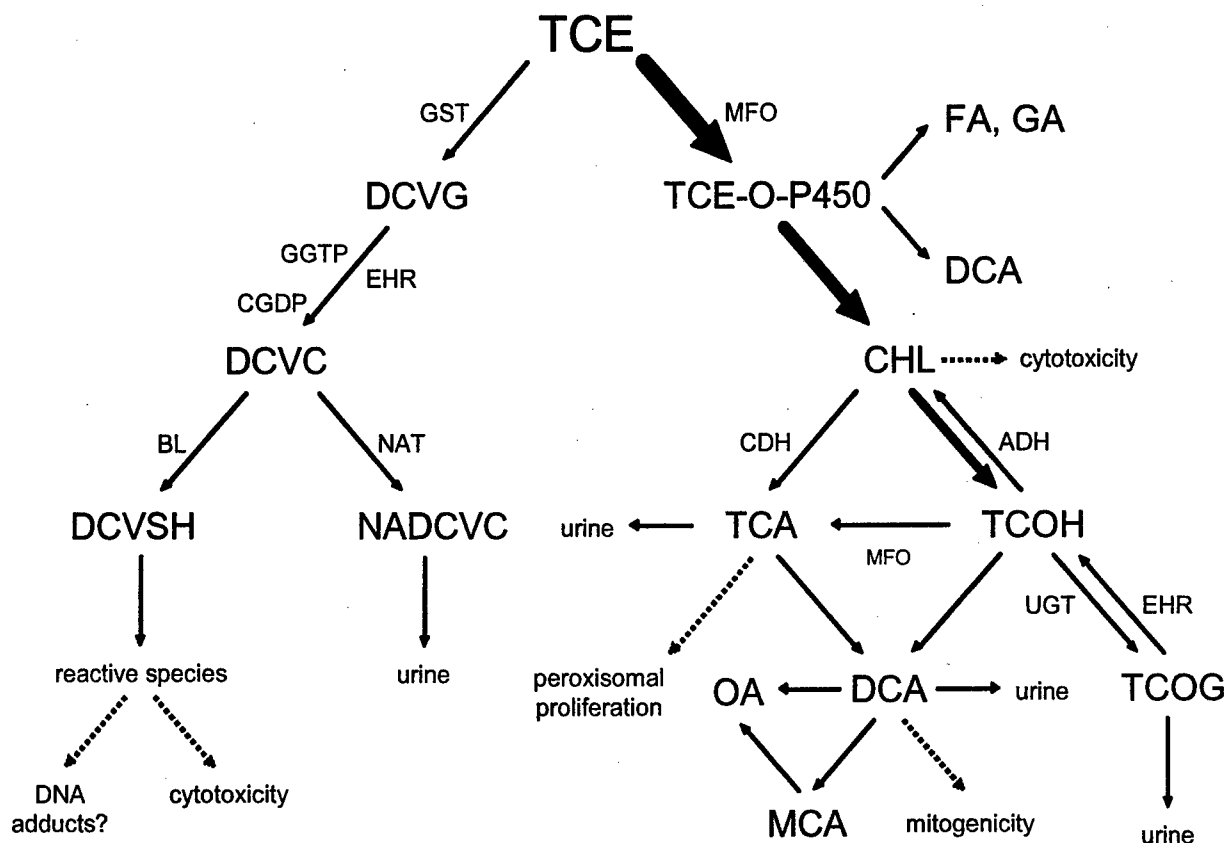 TCE
GST
MFO
FA, GA
DCVG
TCE-O-P450
GGTP
EHR
CGDP
DCA
DCVC
CHL
cytotoxicity
BL
NAT
CDH
ADH
DCVSH
NADCVC
urine
TCA
MFO
TCOH
UGT
EHR
reactive species
urine
peroxisomal
proliferation
OA
DCA
urine
TCOG
DNA
adducts?
cytotoxicity
MCA
mitogenicity
urine